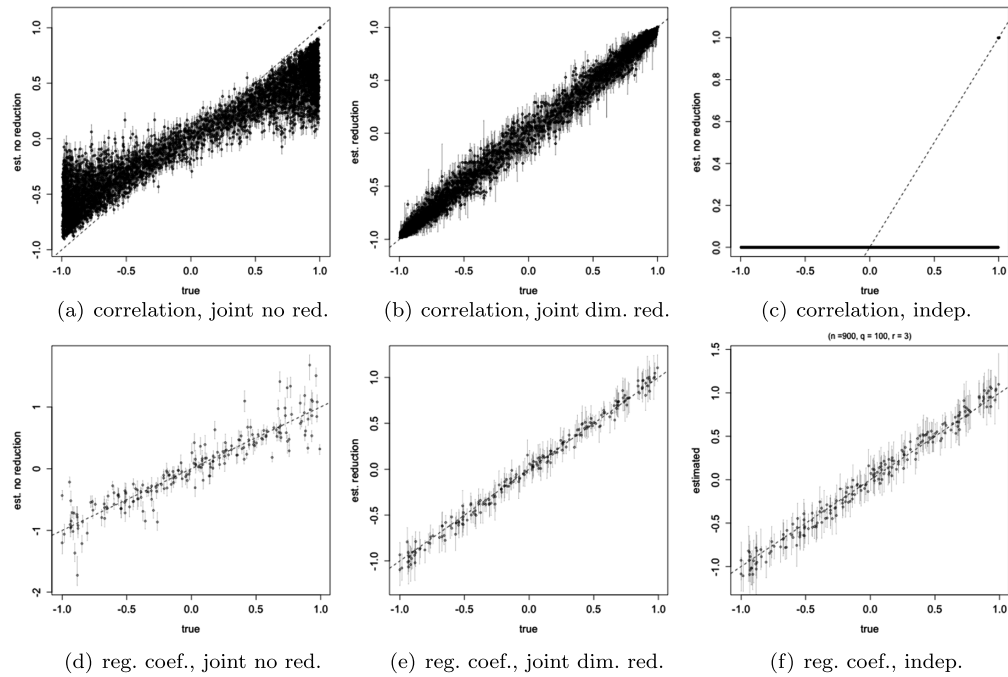 est. no reduction
1.0
0.5
0.0
-0.5
-1.0
-1.0 -0.5 0.0 0.5 1.0
true
(a) correlation, joint no red.
est. reduction
1.0
0.5
0.0
-0.5
-1.0
-1.0 -0.5 0.0 0.5 1.0
true
(b) correlation, joint dim. red.
est. no reduction
1.0
0.8
0.6
0.4
0.2
0.0
-1.0 -0.5 0.0 0.5 1.0
true
(c) correlation, indep.
est. no reduction
1
0
-1
-2
-1.0 -0.5 0.0 0.5 1.0
true
(d) reg. coef., joint no red.
est. reduction
1.0
0.5
0.0
-0.5
-1.0
-1.0 -0.5 0.0 0.5 1.0
true
(e) reg. coef., joint dim. red.
(n =900, q = 100, r = 3)
estimated
1.5
1.0
0.5
0.0
-0.5
-1.0
-1.0 -0.5 0.0 0.5 1.0
true
(f) reg. coef., indep.